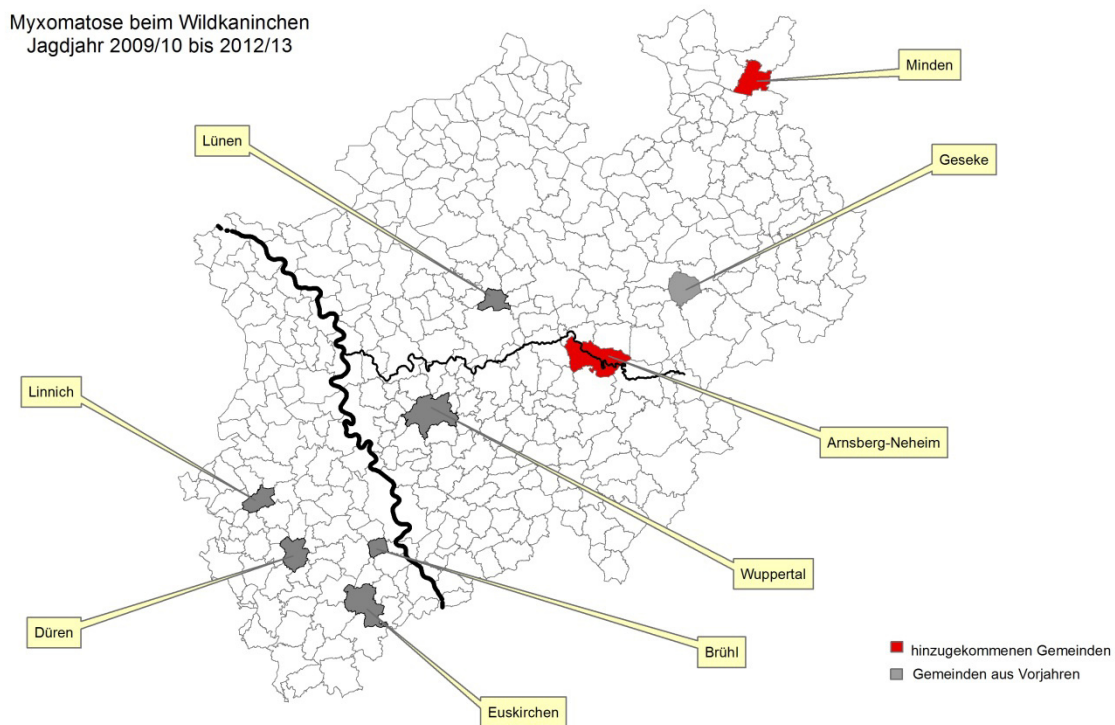 Myxomatose beim Wildkaninchen
Jagdjahr 2009/10 bis 2012/13
Minden
Lünen
Geseke
Linnich
Arnsberg-Neheim
Wuppertal
Düren
Brühl
Euskirchen
hinzugekommenen Gemeinden
Gemeinden aus Vorjahren